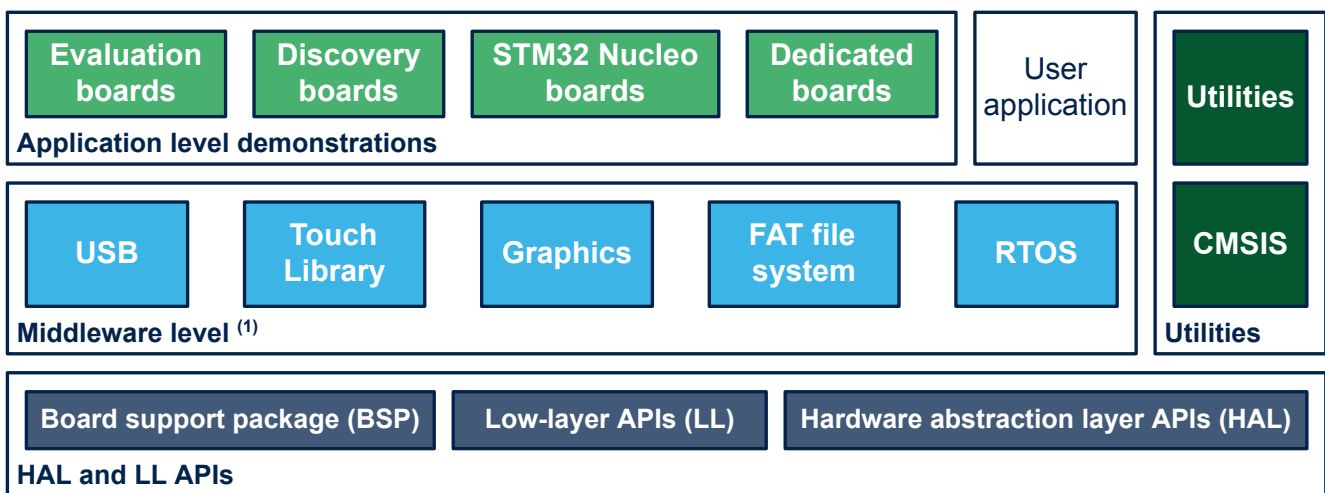 Evaluation
boards
Discovery
boards
STM32 Nucleo
boards
Dedicated
boards
Application level demonstrations
User
application
Utilities
USB
Touch
Library
Graphics
FAT file
system
RTOS
Middleware level (1)
CMSIS
Utilities
Board support package (BSP)
Low-layer APIs (LL)
Hardware abstraction layer APIs (HAL)
HAL and LL APIs